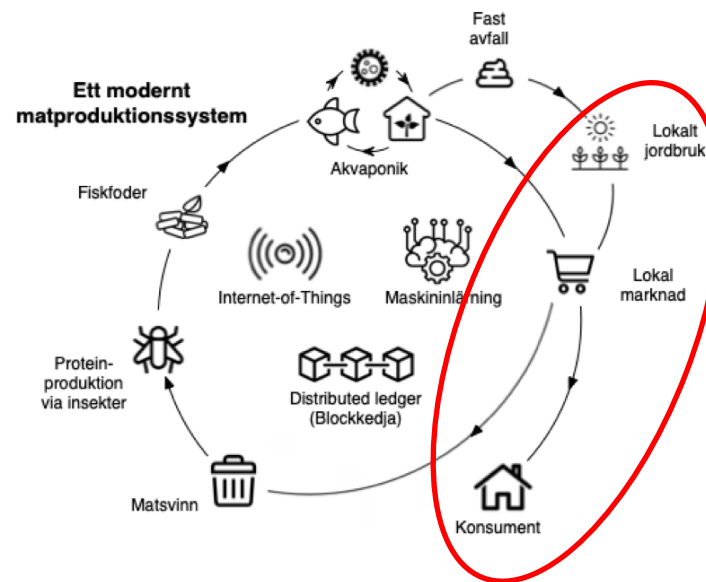 Fast
avfall
Ett modernt
matproduktionssystem
Lokalt
jordbruk
Akvaponik
Fiskfoder
Internet-of-Things
Maskininlärning
Lokal
marknad
Protein-
produktion
via insekter
Distributed ledger
(Blockkedja)
Matsvinn
Konsument